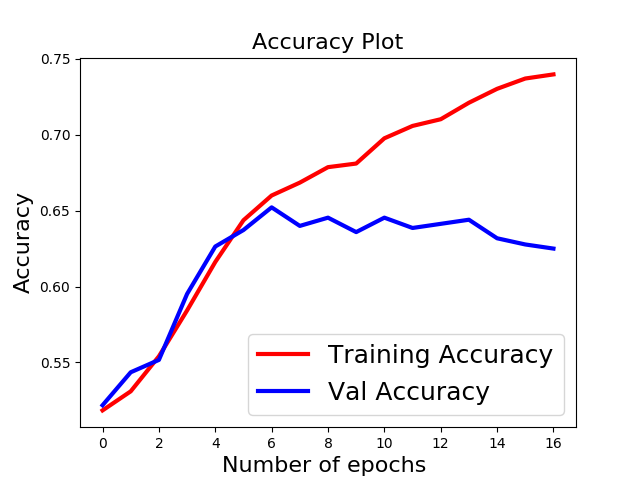 Accuracy Plot
0.75
0.70
0.65
0.60
0.55
Accuracy
Training Accuracy
Val Accuracy
0 2 4 6 8 10 12 14 16
Number of epochs